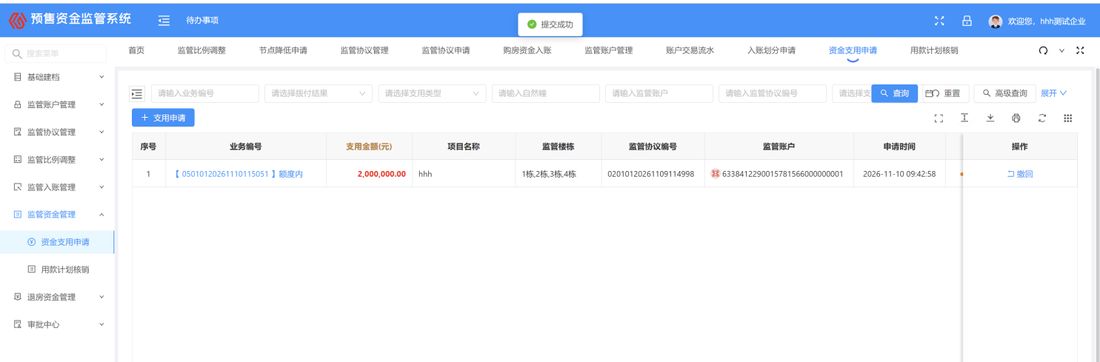 预售资金监管系统
待办事项
提交成功
欢迎您，hhh测试企业
搜索菜单
首页 监管比例调整 节点降低申请 监管协议管理 监管协议申请 购房资金入账 监管账户管理 账户交易流水 入账划分申请 资金支用申请 用款计划核销
基础建档
监管账户管理
监管协议管理
监管比例调整
监管入账管理
监管资金管理
资金支用申请
用款计划核销
退房资金管理
审批中心
请输入业务编号 请选择拨付结果 请选择支用类型 请输入自然幢 请输入监管账户 请输入监管协议编号 请选择支 查询 重置 高级查询 展开
支用申请
序号 业务编号 支用金额(元) 项目名称 监管楼栋 监管协议编号 监管账户 申请时间 操作
1 【 05010120261110115051 】额度内 2,000,000.00 hhh 1栋,2栋,3栋,4栋 02010120261109114998 6338412290015781566000000001 2026-11-10 09:42:58 撤回